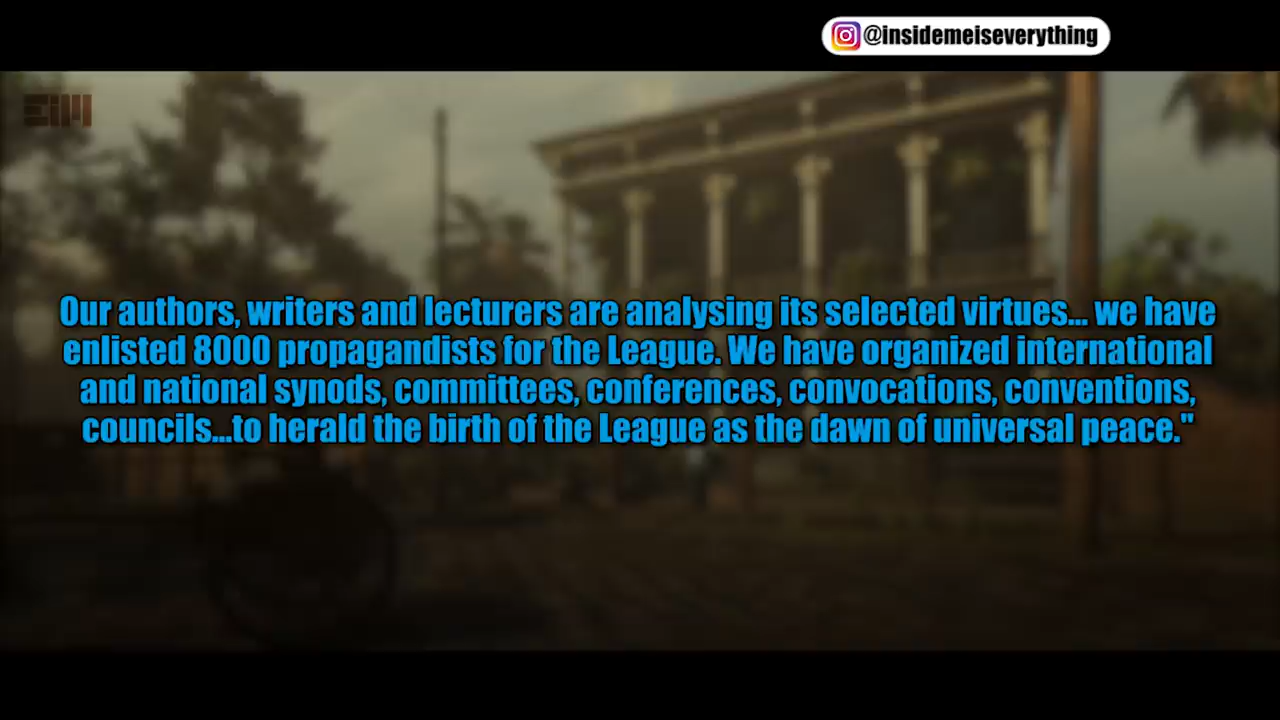 @insidemeiseverything
EiM
Our authors, writers and lecturers are analysing its selected virtues... we have
enlisted 8000 propagandists for the League. We have organized international
and national synods, committees, conferences, convocations, conventions,
councils...to herald the birth of the League as the dawn of universal peace."